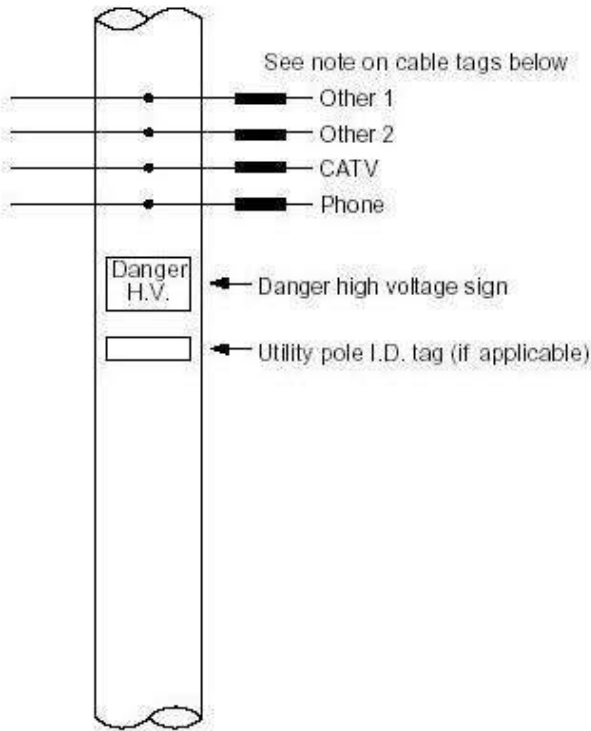 See note on cable tags below
Other 1
Other 2
CATV
Phone
Danger
H.V.
Danger high voltage sign
Utility pole I.D. tag (if applicable)